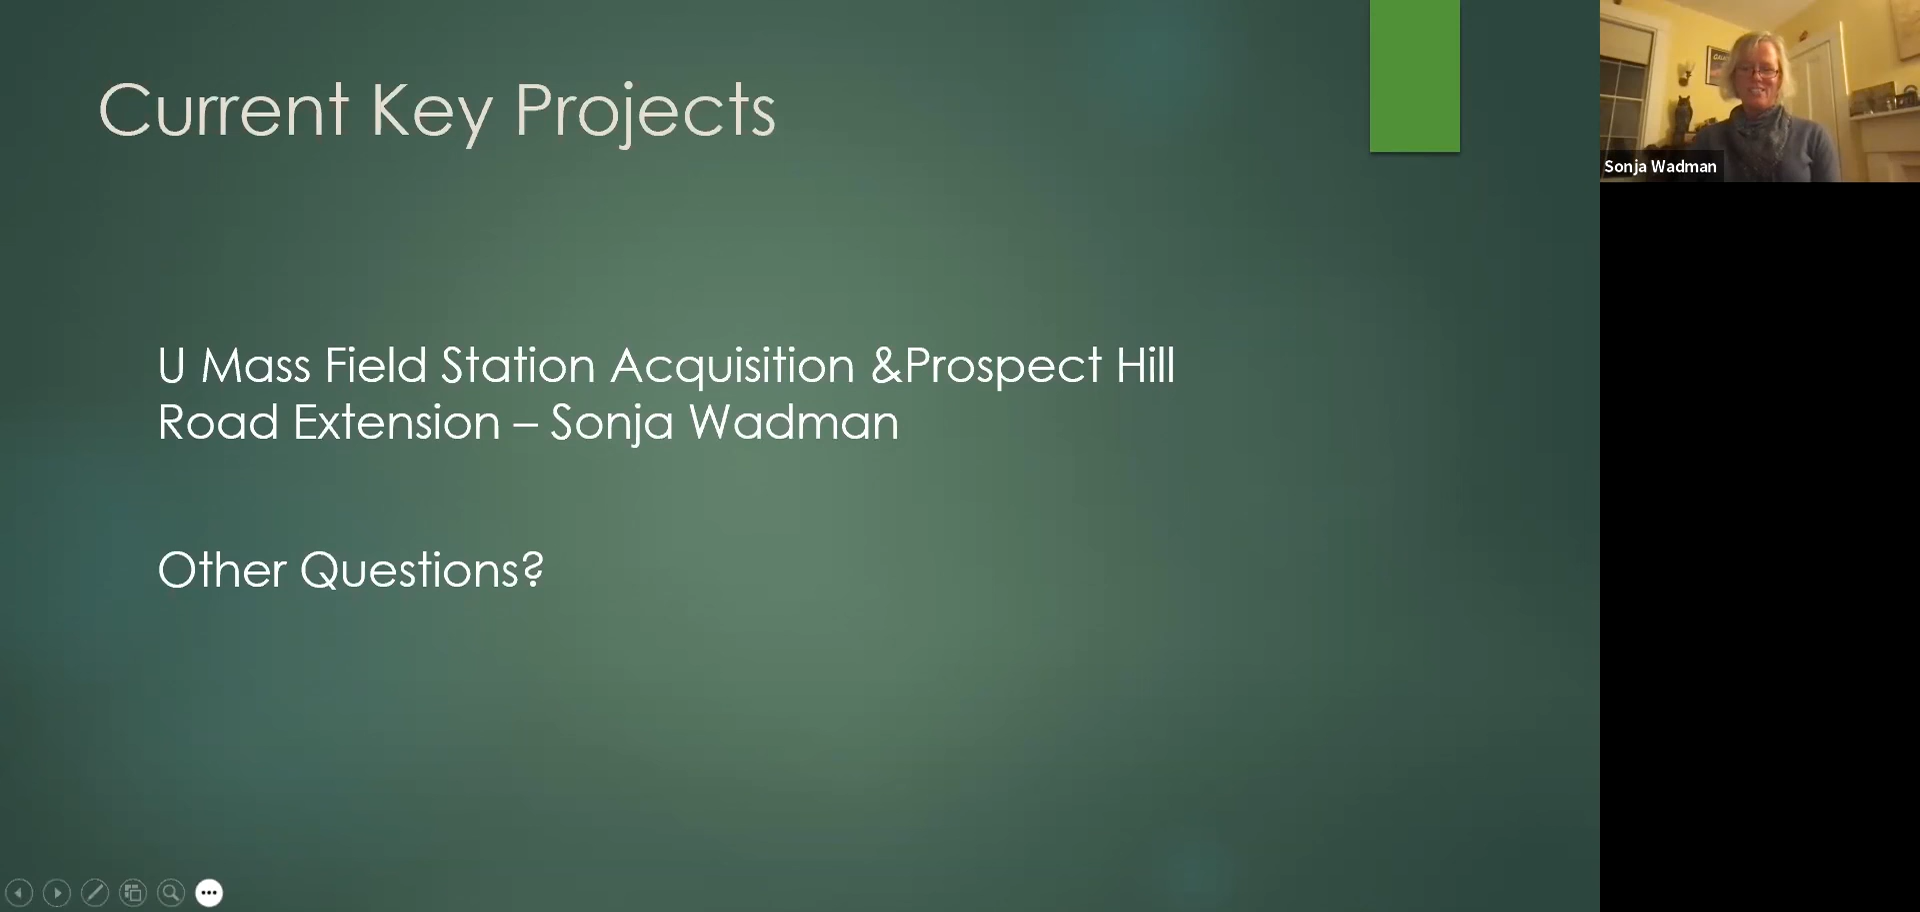 Current Key Projects
U Mass Field Station Acquisition &Prospect Hill
Road Extension – Sonja Wadman
Other Questions?
Sonja Wadman